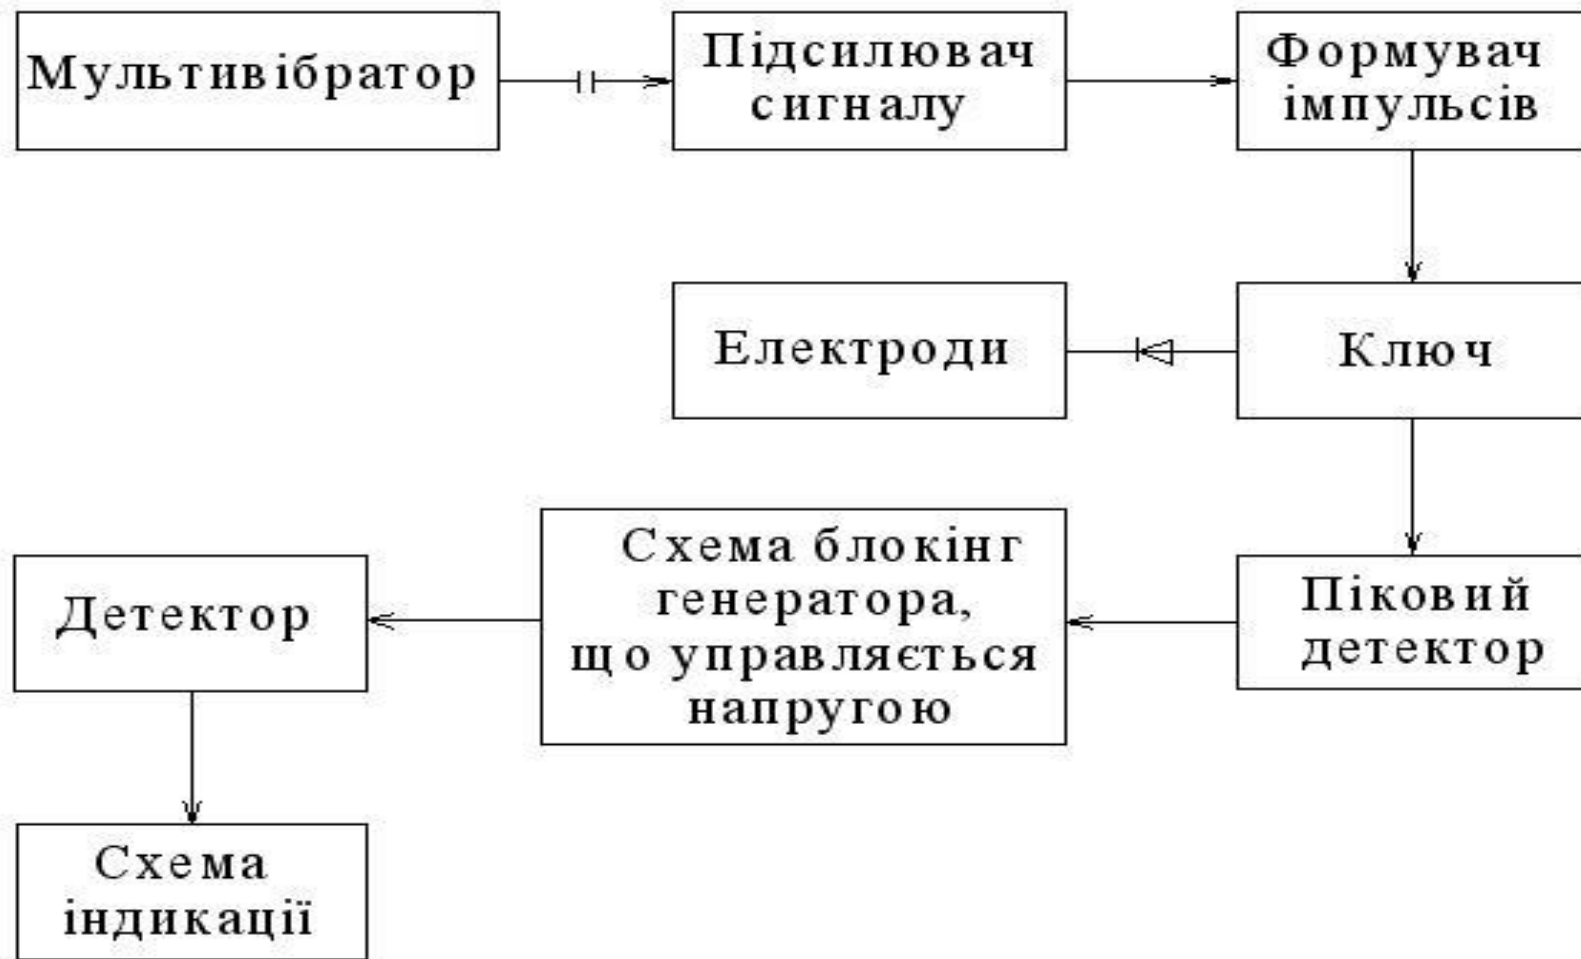 Мультивібратор
Підсилювач
сигналу
Формувач
імпульсів
Електроди
Ключ
Схема блокінг
генератора,
що управляється
напругою
Детектор
Піковий
детектор
Схема
індикації